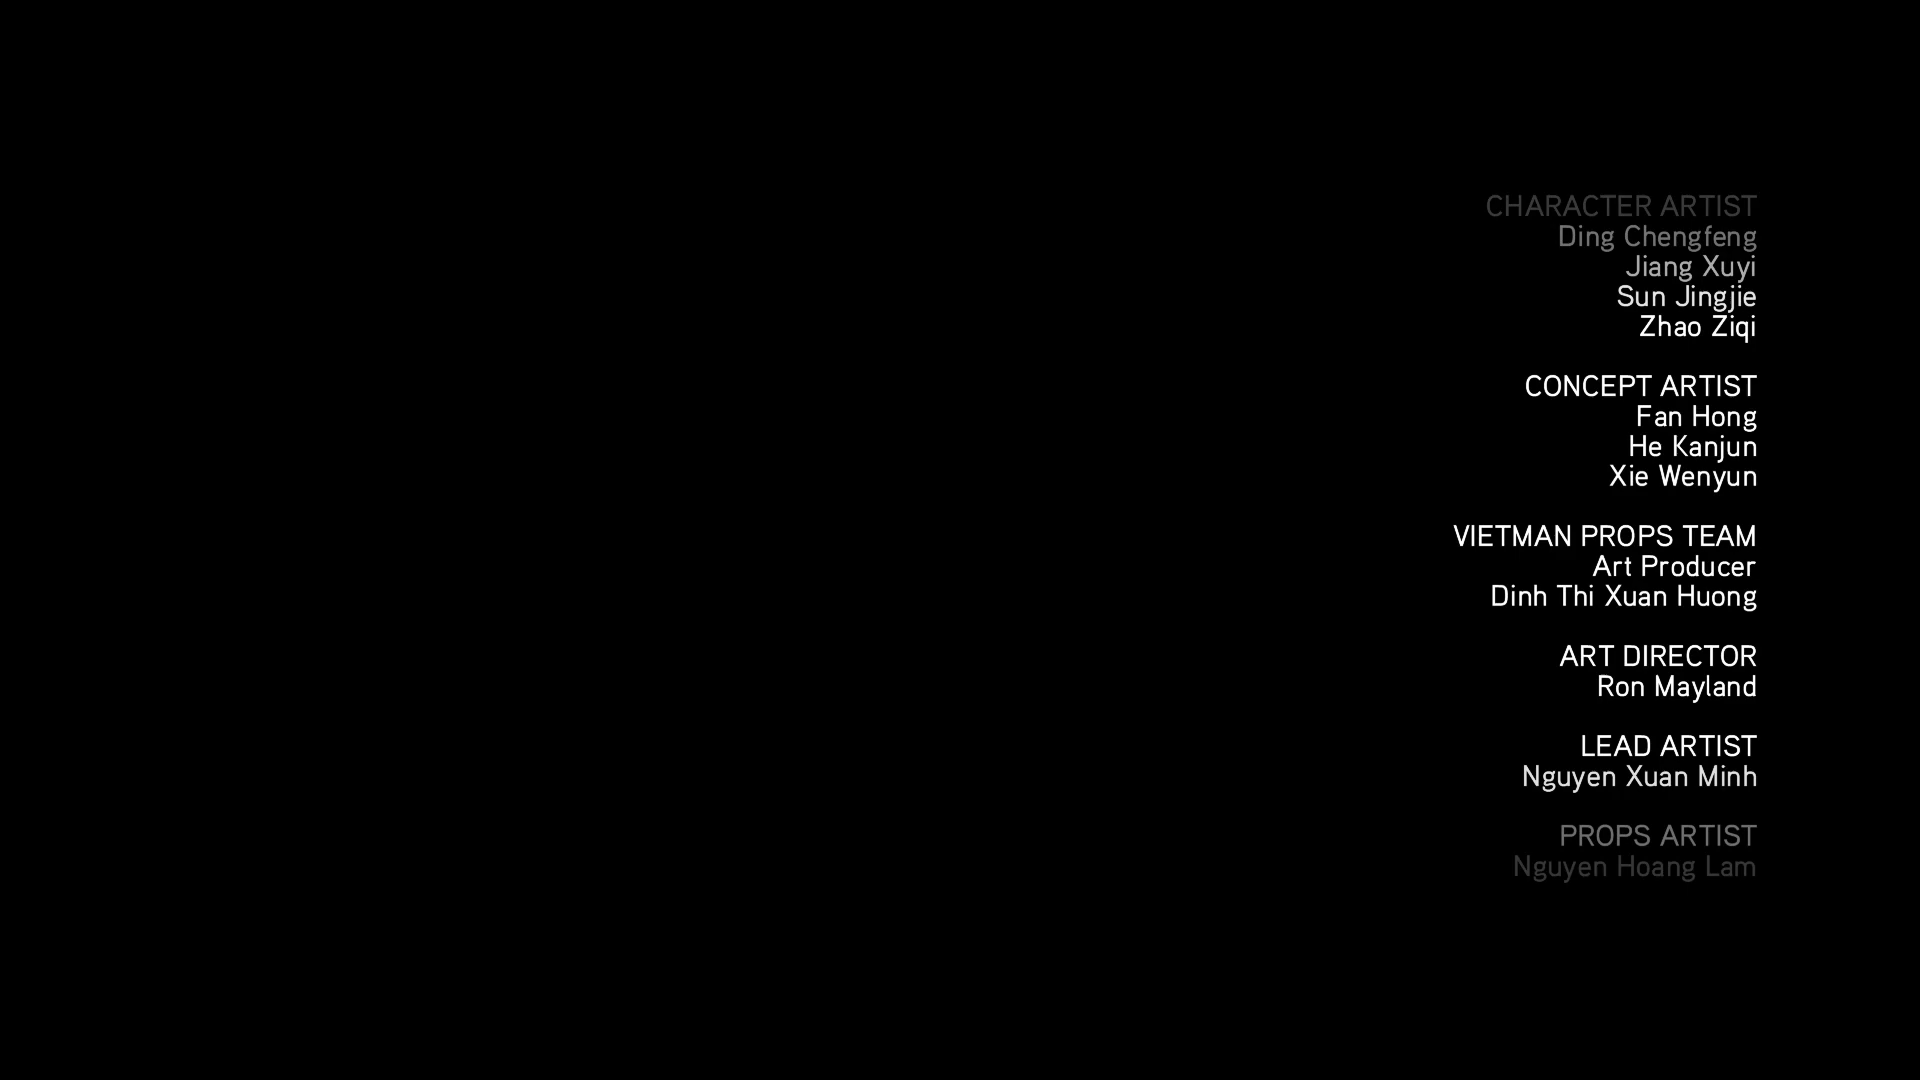 CHARACTER ARTIST
Ding Chengfeng
Jiang Xuyi
Sun Jingjie
Zhao Ziqi
CONCEPT ARTIST
Fan Hong
He Kanjun
Xie Wenyun
VIETMAN PROPS TEAM
Art Producer
Dinh Thi Xuan Huong
ART DIRECTOR
Ron Mayland
LEAD ARTIST
Nguyen Xuan Minh
PROPS ARTIST
Nguyen Hoang Lam